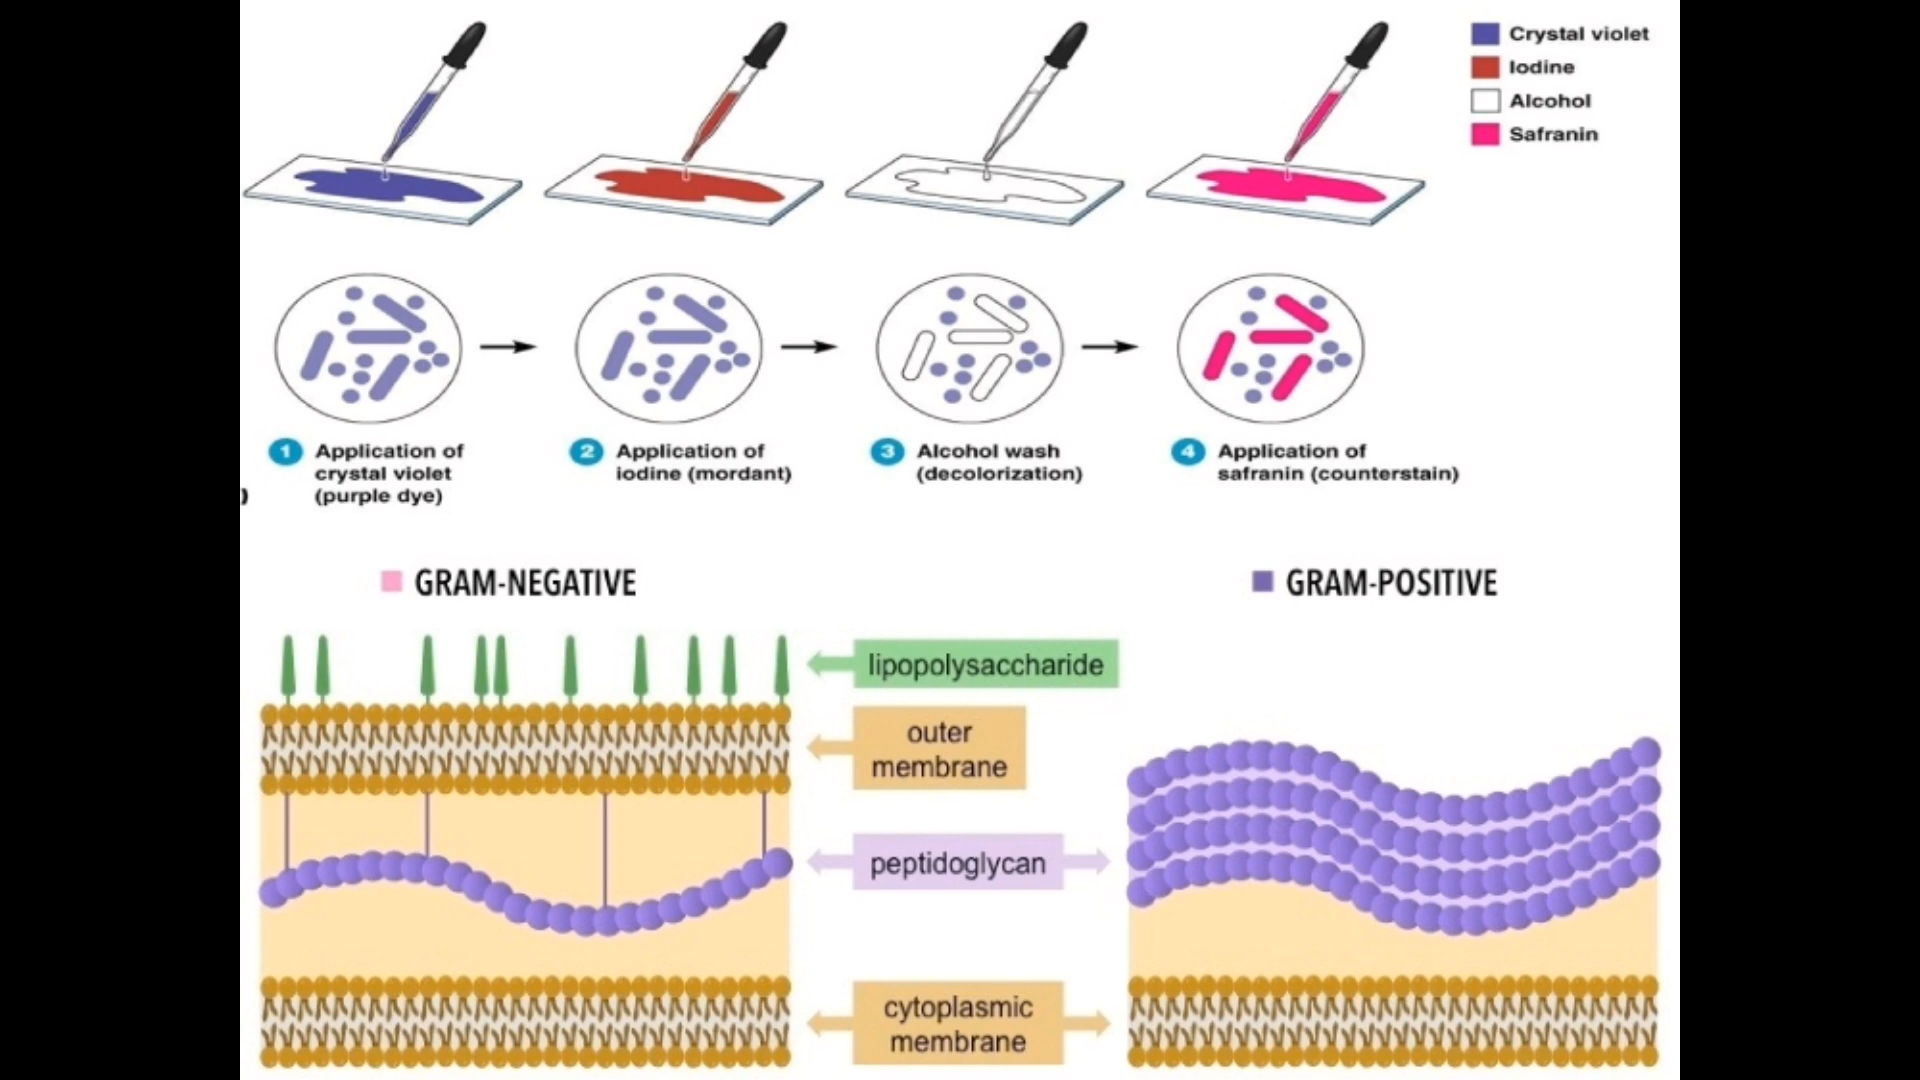 Crystal violet
Iodine
Alcohol
Safranin
1 Application of
crystal violet
(purple dye)
2 Application of
iodine (mordant)
3 Alcohol wash
(decolorization)
4 Application of
safranin (counterstain)
)
GRAM-NEGATIVE
GRAM-POSITIVE
lipopolysaccharide
outer
membrane
peptidoglycan
cytoplasmic
membrane